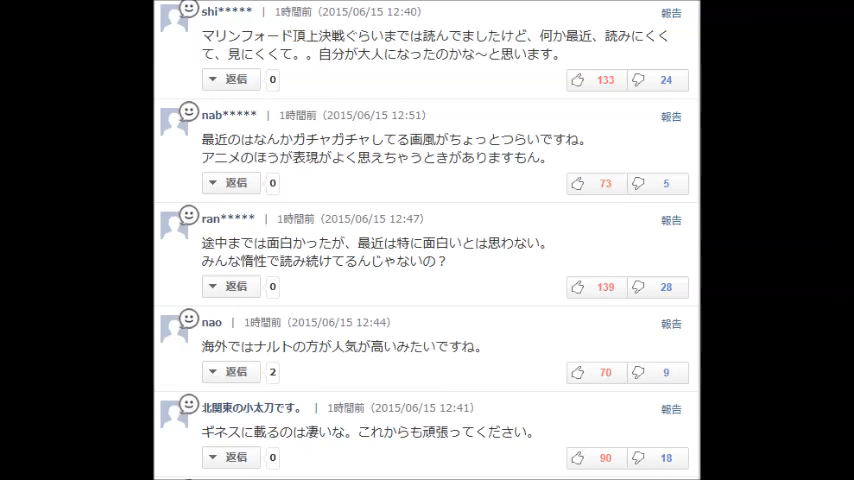 shi***** | 1時間前（2015/06/15 12:40） 報告
マリンフォード頂上決戦ぐらいまでは読んでましたけど、何か最近、読みにくく
て、見にくくて。。自分が大人になったのかな～と思います。
返信 0 133 24
nab***** | 1時間前（2015/06/15 12:51） 報告
最近のはなんかガチャガチャしてる画風がちょっとつらいですね。
アニメのほうが表現がよく思えちゃうときがありますもん。
返信 0 73 5
ran***** | 1時間前（2015/06/15 12:47） 報告
途中までは面白かったが、最近は特に面白いとは思わない。
みんな惰性で読み続けてるんじゃないの？
返信 0 139 28
nao | 1時間前（2015/06/15 12:44） 報告
海外ではナルトの方が人気が高いみたいですね。
返信 2 70 9
北関東の小太刀です。 | 1時間前（2015/06/15 12:41） 報告
ギネスに載るのは凄いな。これからも頑張ってください。
返信 0 90 18